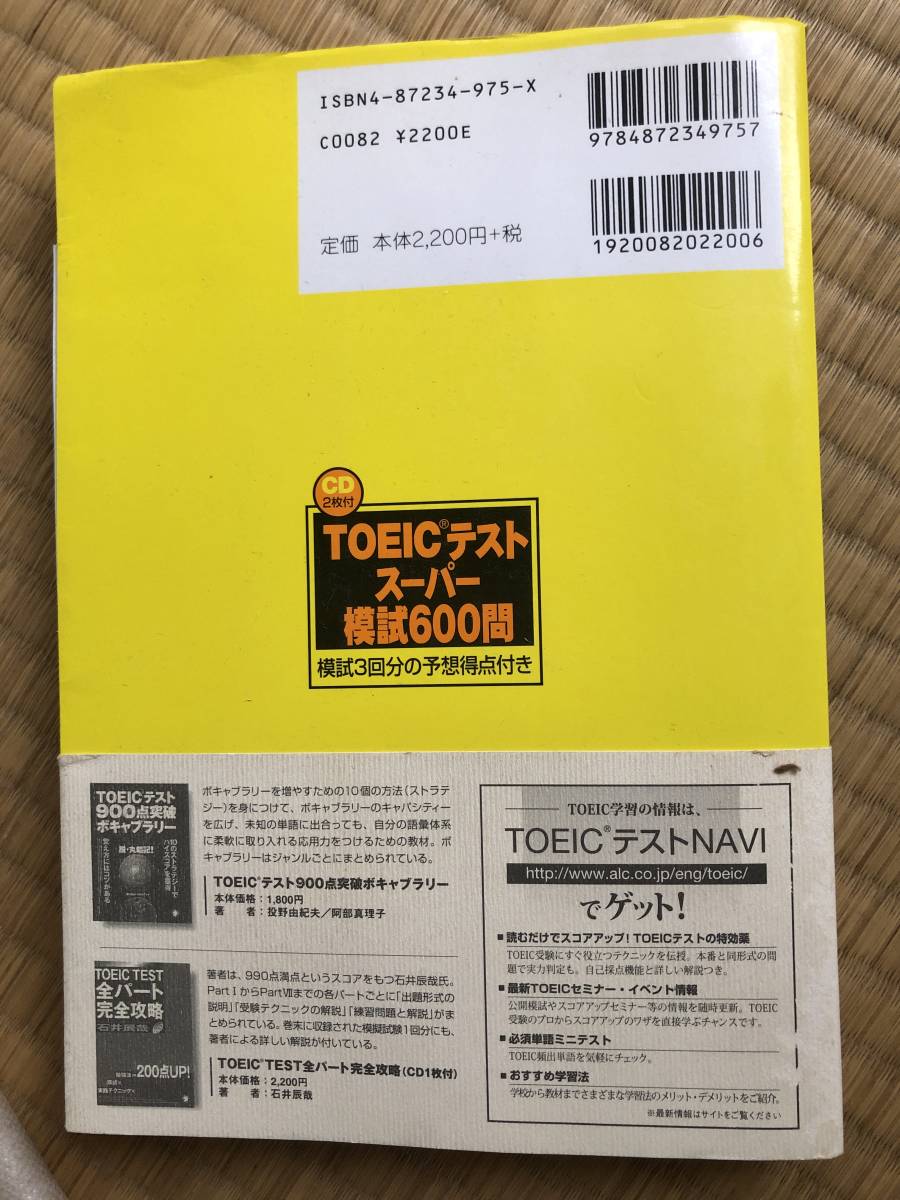 ISBN4-87234-975-X
C0082 ¥2200E
定価 本体2,200円+税
9784872349757
1920082022006
CD
2枚付
TOEIC®テスト
スーパー
模試600問
模試3回分の予想得点付き
TOEICテスト
900点突破
ボキャブラリー
脱・丸暗記!
10のストラテジーで
ハイスコアを獲得
覚え方にはコツがある
ボキャブラリーを増やすための10個の方法(ストラテ
ジー)を身につけて、ボキャブラリーのキャパシティー
を広げ、未知の単語に出合っても、自分の語彙体系
に柔軟に取り入れる応用力をつけるための教材。ボ
キャブラリーはジャンルごとにまとめられている。
TOEIC®テスト900点突破ボキャブラリー
本体価格:1,800円
著 者:投野由紀夫/阿部真理子
TOEIC TEST
全パート
完全攻略
石井辰哉
200点UP!
著者は、990点満点というスコアをもつ石井辰哉氏。
Part IからPartⅦまでの各パートごとに「出題形式の
説明」「受験テクニックの解説」「練習問題と解説」がま
とめられている。巻末に収録された模擬試験1回分にも、
著者による詳しい解説が付いている。
TOEIC®TEST全パート完全攻略(CD1枚付)
本体価格:2,200円
著 者:石井辰哉
TOEIC学習の情報は、
TOEIC®テストNAVI
http://www.alc.co.jp/eng/toeic/
でゲット!
■読むだけでスコアアップ!TOEICテストの特効薬
TOEIC受験にすぐ役立つテクニックを伝授。本番と同形式の問
題で実力判定も。自己採点機能と詳しい解説つき。
■最新TOEICセミナー・イベント情報
公開模試やスコアアップセミナー等の情報を随時更新。TOEIC
受験のプロからスコアアップのワザを直接学ぶチャンスです。
■必須単語ミニテスト
TOEIC頻出単語を気軽にチェック。
■おすすめ学習法
学校から教材までさまざまな学習法のメリット・デメリットをご紹介。
※最新情報はサイトをご覧ください